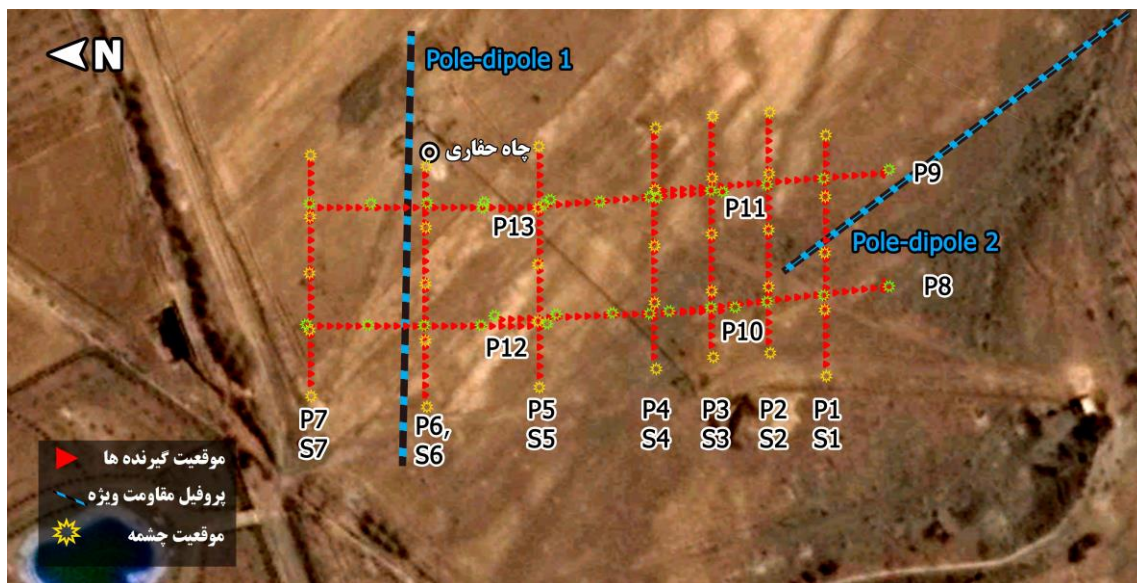 N
Pole-dipole 1
چاه حفاری
P9
P11
P13
Pole-dipole 2
P8
P10
P12
P7
S7
P6,
S6
P5
S5
P4
S4
P3
S3
P2
S2
P1
S1
موقعیت گیرنده ها
پروفیل مقاومت ویژه
موقعیت چشمه